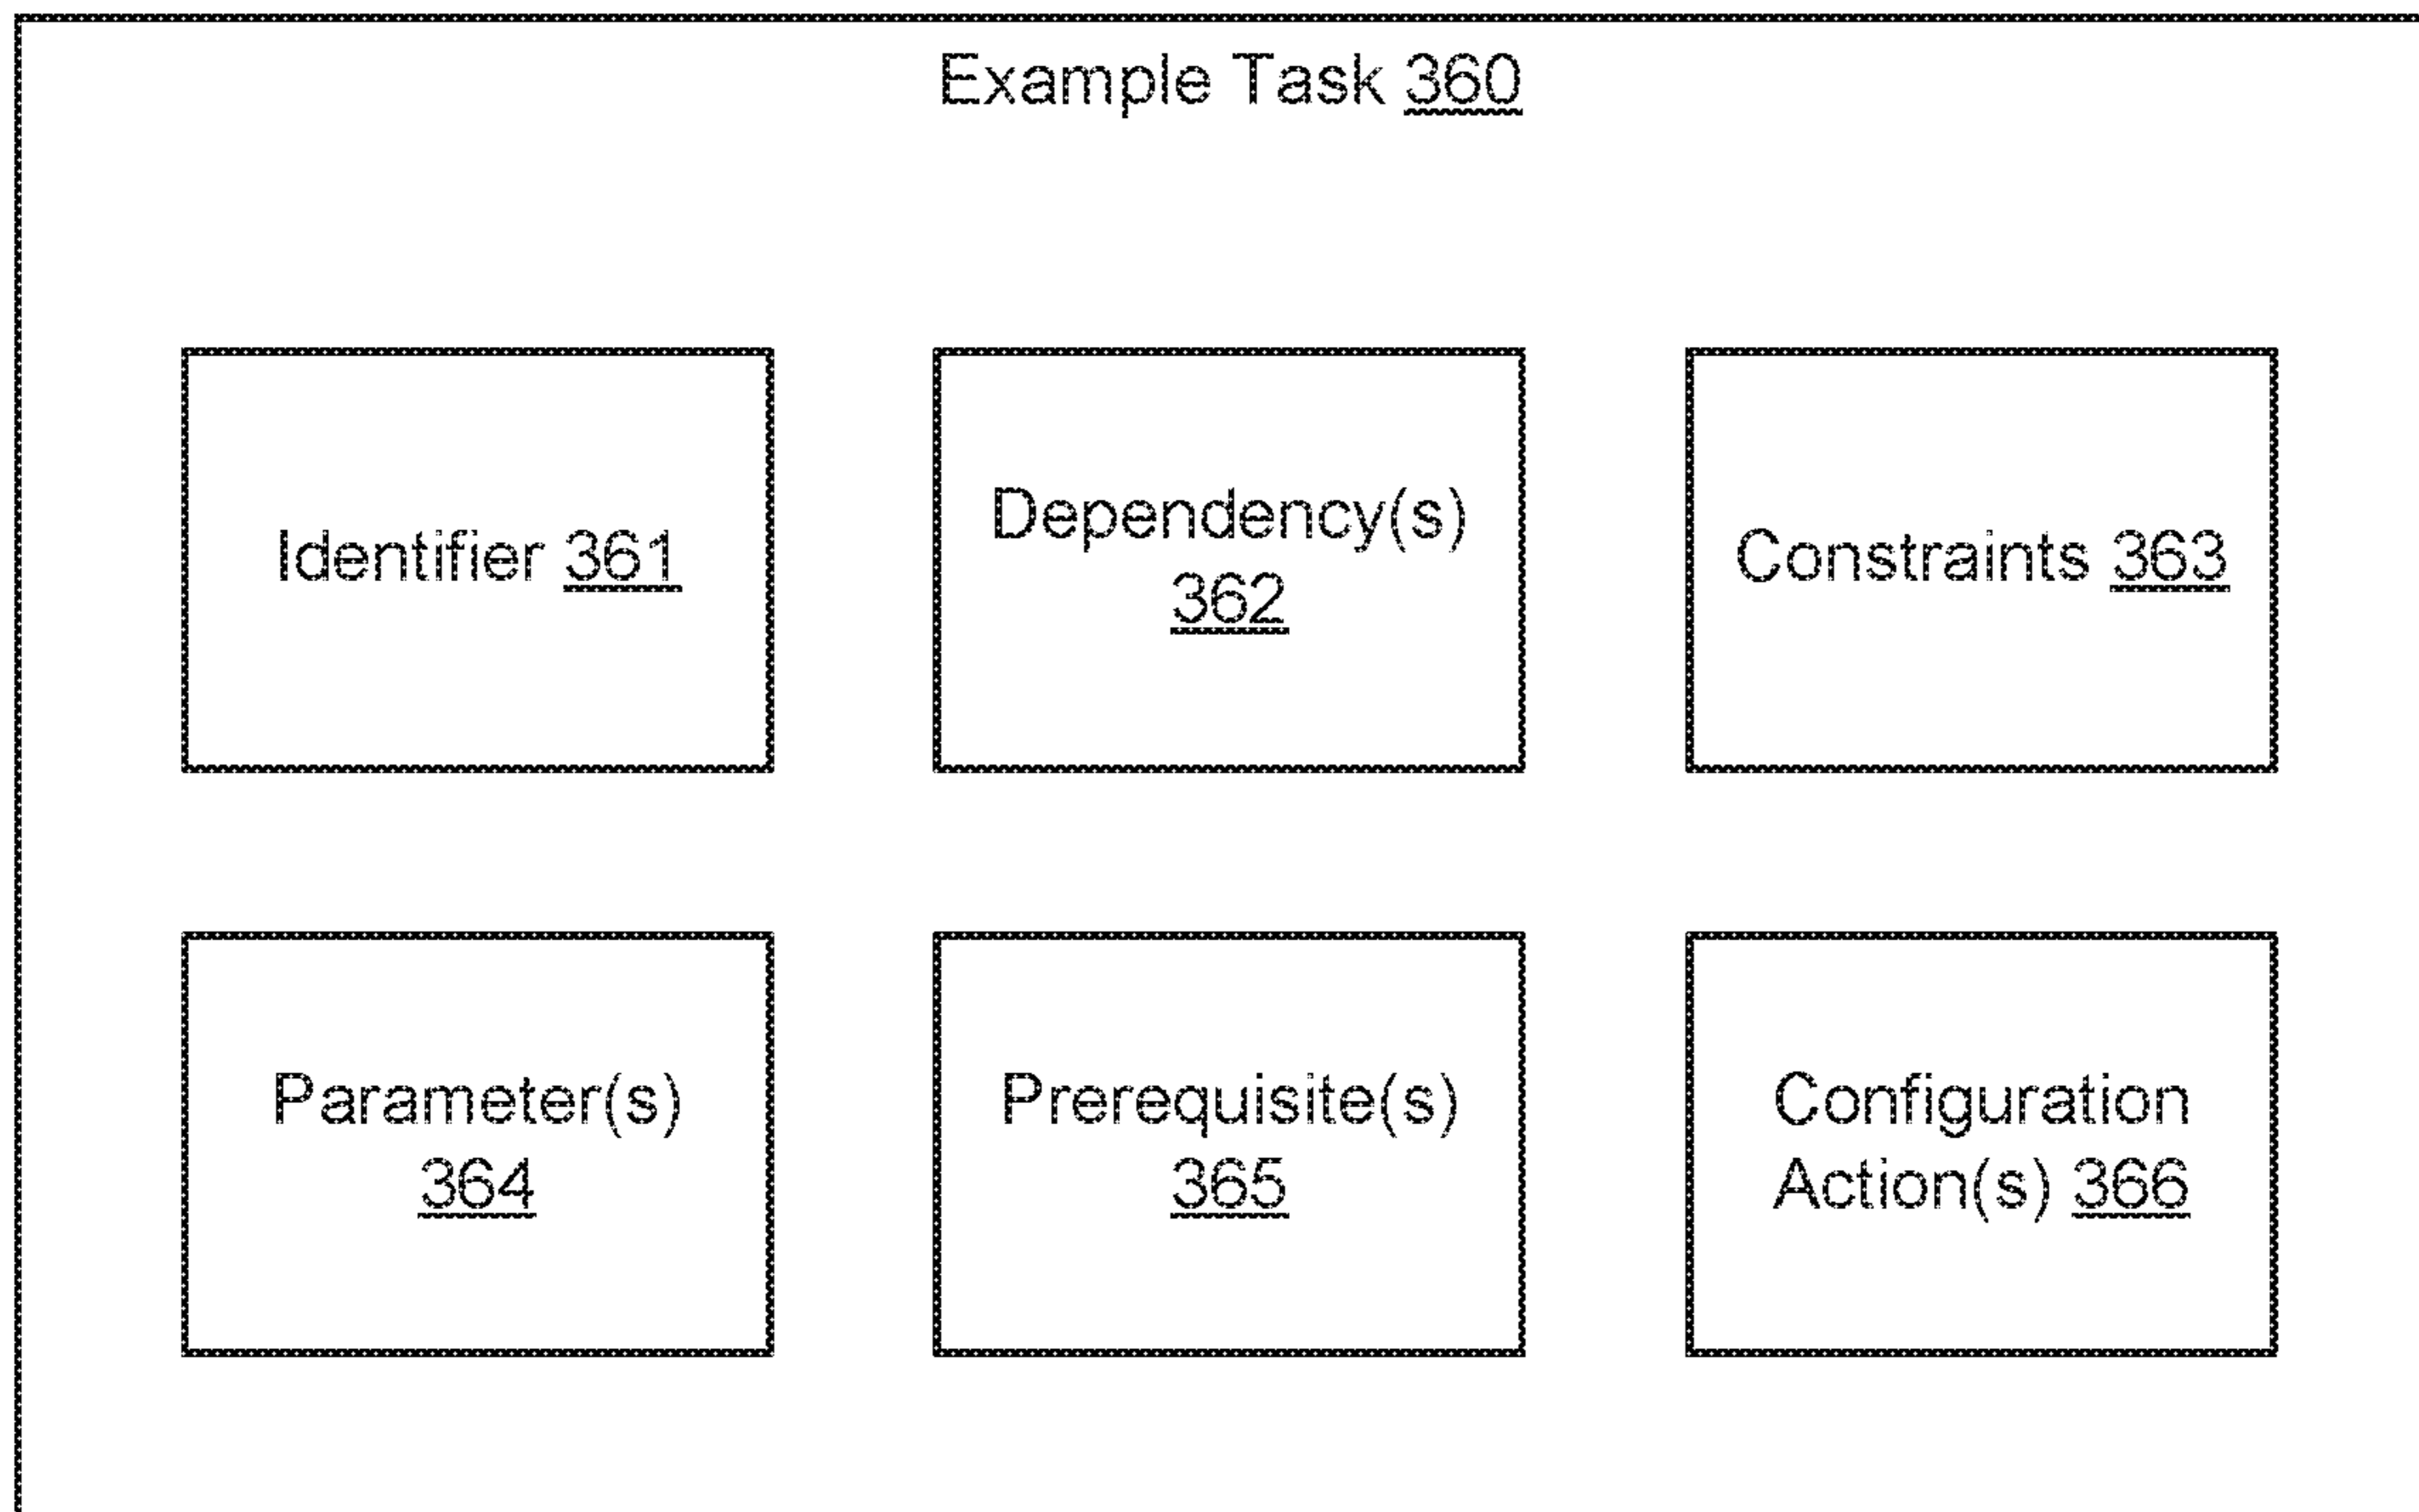 Example Task 360
Identifier 361
Dependency(s)
362
Constraints 363
Parameter(s)
364
Prerequisite(s)
365
Configuration
Action(s) 366